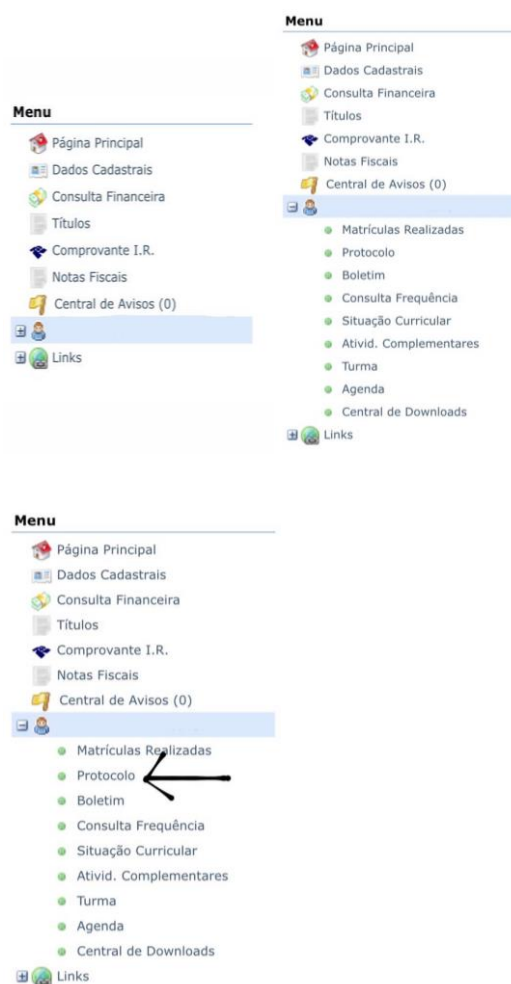 Menu
Página Principal
Dados Cadastrais
Consulta Financeira
Títulos
Comprovante I.R.
Notas Fiscais
Central de Avisos (0)
Links
Menu
Página Principal
Dados Cadastrais
Consulta Financeira
Títulos
Comprovante I.R.
Notas Fiscais
Central de Avisos (0)
Matrículas Realizadas
Protocolo
Boletim
Consulta Frequência
Situação Curricular
Ativid. Complementares
Turma
Agenda
Central de Downloads
Links
Menu
Página Principal
Dados Cadastrais
Consulta Financeira
Títulos
Comprovante I.R.
Notas Fiscais
Central de Avisos (0)
Matrículas Realizadas
Protocolo
Boletim
Consulta Frequência
Situação Curricular
Ativid. Complementares
Turma
Agenda
Central de Downloads
Links